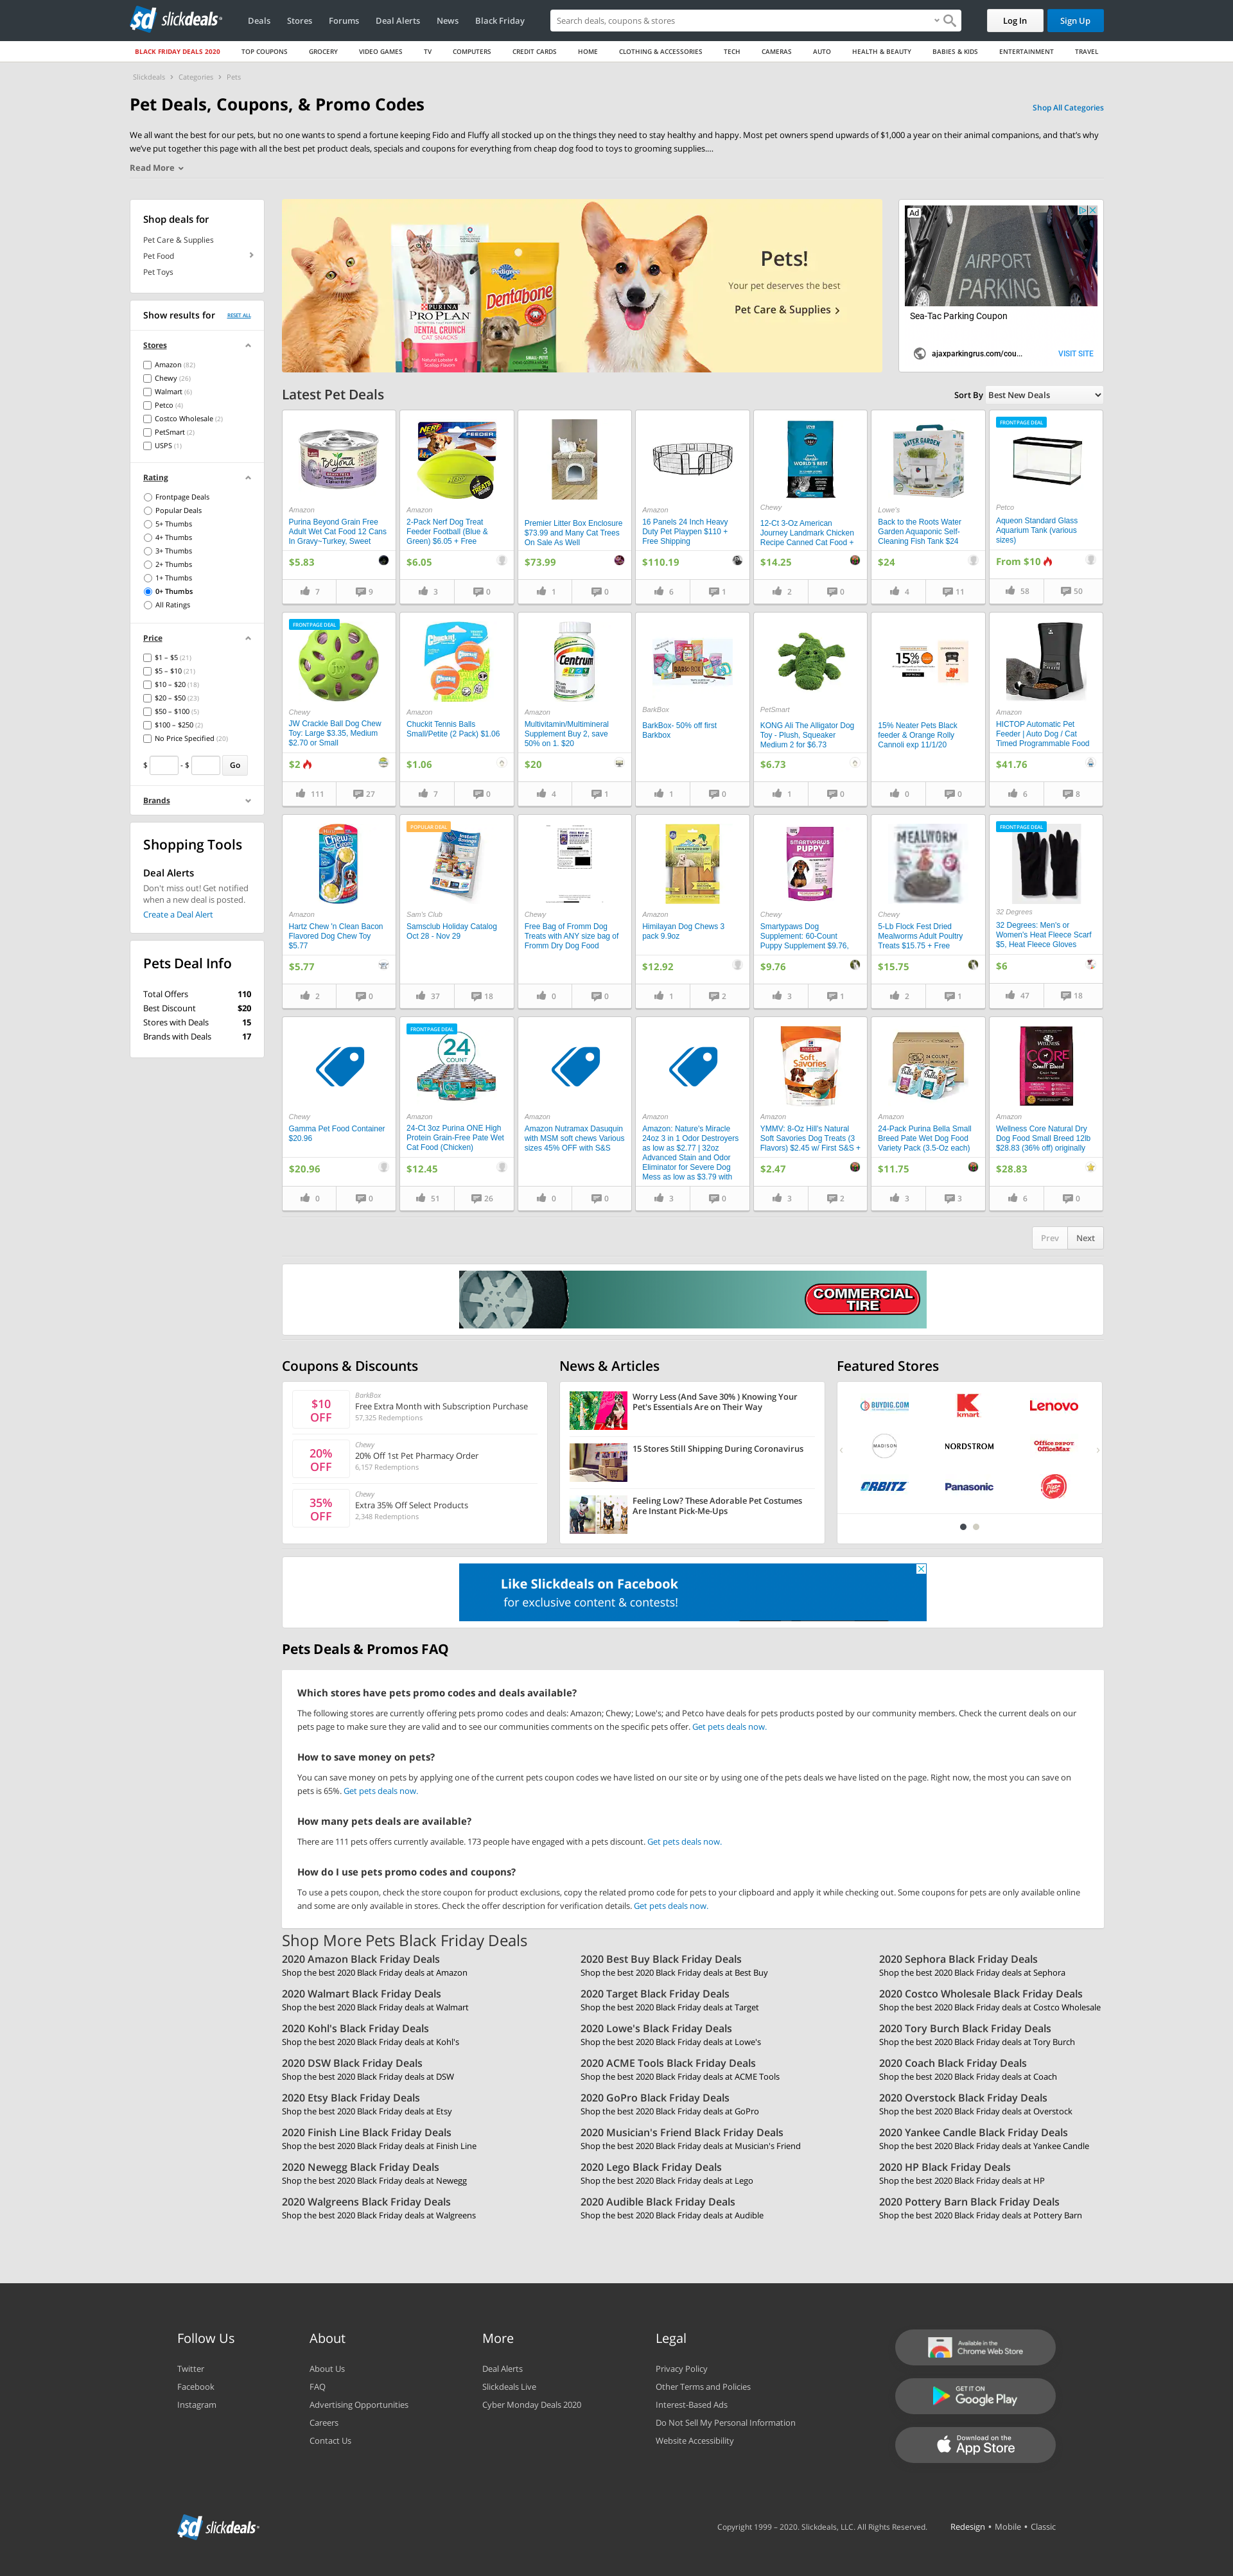 slickdeals
Deals
Stores
Forums
Deal Alerts
News
Black Friday
Search deals, coupons & stores
Log In
Sign Up
BLACK FRIDAY DEALS 2020
TOP COUPONS
GROCERY
VIDEO GAMES
TV
COMPUTERS
CREDIT CARDS
HOME
CLOTHING & ACCESSORIES
TECH
CAMERAS
AUTO
HEALTH & BEAUTY
BABIES & KIDS
ENTERTAINMENT
TRAVEL
Slickdeals > Categories > Pets
Pet Deals, Coupons, & Promo Codes
Shop All Categories
We all want the best for our pets, but no one wants to spend a fortune keeping Fido and Fluffy all stocked up on the things they need to stay healthy and happy. Most pet owners spend upwards of $1,000 a year on their animal companions, and that's why
we've put together this page with all the best pet product deals, specials and coupons for everything from cheap dog food to toys to grooming supplies....
Read More
Shop deals for
Pet Care & Supplies
Pet Food
Pet Toys
Show results for
RESET ALL
Stores
Amazon (82)
Chewy (26)
Walmart (6)
Petco (4)
Costco Wholesale (2)
PetSmart (2)
USPS (1)
Rating
Frontpage Deals
Popular Deals
5+ Thumbs
4+ Thumbs
3+ Thumbs
2+ Thumbs
1+ Thumbs
0+ Thumbs
All Ratings
Price
$1 – $5 (21)
$5 – $10 (21)
$10 – $20 (18)
$20 – $50 (23)
$50 – $100 (5)
$100 – $250 (2)
No Price Specified (20)
$ - $ Go
Brands
Shopping Tools
Deal Alerts
Don't miss out! Get notified
when a new deal is posted.
Create a Deal Alert
Pets Deal Info
Total Offers 110
Best Discount $20
Stores with Deals 15
Brands with Deals 17
PURINA
PRO PLAN
DENTAL CRUNCH
CAT SNACKS
Pedigree
Dentabone
Pets!
Your pet deserves the best
Pet Care & Supplies
Ad
AIRPORT
PARKING
Sea-Tac Parking Coupon
ajaxparkingrus.com/cou...
VISIT SITE
Latest Pet Deals
Sort By Best New Deals
Beyond
Amazon
Purina Beyond Grain Free
Adult Wet Cat Food 12 Cans
In Gravy~Turkey, Sweet
$5.83
7
9
NERF
FEEDER
Amazon
2-Pack Nerf Dog Treat
Feeder Football (Blue &
Green) $6.05 + Free
$6.05
3
0
Premier Litter Box Enclosure
$73.99 and Many Cat Trees
On Sale As Well
$73.99
1
0
Amazon
16 Panels 24 Inch Heavy
Duty Pet Playpen $110 +
Free Shipping
$110.19
6
1
WORLD'S BEST
Chewy
12-Ct 3-Oz American
Journey Landmark Chicken
Recipe Canned Cat Food +
$14.25
2
0
WATER GARDEN
Lowe's
Back to the Roots Water
Garden Aquaponic Self-
Cleaning Fish Tank $24
$24
4
11
FRONTPAGE DEAL
Petco
Aqueon Standard Glass
Aquarium Tank (various
sizes)
From $10
58
50
FRONTPAGE DEAL
Chewy
JW Crackle Ball Dog Chew
Toy: Large $3.35, Medium
$2.70 or Small
$2
111
27
Chuckit!
Amazon
Chuckit Tennis Balls
Small/Petite (2 Pack) $1.06
$1.06
7
0
Centrum
Amazon
Multivitamin/Multimineral
Supplement Buy 2, save
50% on 1. $20
$20
4
1
BARKBOX
BarkBox
BarkBox- 50% off first
Barkbox
1
0
PetSmart
KONG Ali The Alligator Dog
Toy - Plush, Squeaker
Medium 2 for $6.73
$6.73
1
0
15%
15% Neater Pets Black
feeder & Orange Rolly
Cannoli exp 11/1/20
0
0
Amazon
HICTOP Automatic Pet
Feeder | Auto Dog / Cat
Timed Programmable Food
$41.76
6
8
Chew 'n Clean
Amazon
Hartz Chew 'n Clean Bacon
Flavored Dog Chew Toy
$5.77
$5.77
2
0
POPULAR DEAL
Sam's Club
Samsclub Holiday Catalog
Oct 28 - Nov 29
37
18
Chewy
Free Bag of Fromm Dog
Treats with ANY size bag of
Fromm Dry Dog Food
0
0
Amazon
Himilayan Dog Chews 3
pack 9.9oz
$12.92
1
2
SMARTYPAWS
PUPPY
Chewy
Smartypaws Dog
Supplement: 60-Count
Puppy Supplement $9.76,
$9.76
3
1
MEALWORM
5
Chewy
5-Lb Flock Fest Dried
Mealworms Adult Poultry
Treats $15.75 + Free
$15.75
2
1
FRONTPAGE DEAL
32 Degrees
32 Degrees: Men's or
Women's Heat Fleece Scarf
$5, Heat Fleece Gloves
$6
47
18
Chewy
Gamma Pet Food Container
$20.96
$20.96
0
0
FRONTPAGE DEAL
24
COUNT
Amazon
24-Ct 3oz Purina ONE High
Protein Grain-Free Pate Wet
Cat Food (Chicken)
$12.45
51
26
Amazon
Amazon Nutramax Dasuquin
with MSM soft chews Various
sizes 45% OFF with S&S
0
0
Amazon
Amazon: Nature's Miracle
24oz 3 in 1 Odor Destroyers
as low as $2.77 | 32oz
Advanced Stain and Odor
Eliminator for Severe Dog
Mess as low as $3.79 with
3
0
Soft Savories
Amazon
YMMV: 8-Oz Hill's Natural
Soft Savories Dog Treats (3
Flavors) $2.45 w/ First S&S +
$2.47
3
2
24 COUNT
Bella
Amazon
24-Pack Purina Bella Small
Breed Pate Wet Dog Food
Variety Pack (3.5-Oz each)
$11.75
3
3
WELLNESS
CORE
Small Breed
Amazon
Wellness Core Natural Dry
Dog Food Small Breed 12lb
$28.83 (36% off) originally
$28.83
6
0
Prev
Next
COMMERCIAL
TIRE
Coupons & Discounts
$10
OFF
BarkBox
Free Extra Month with Subscription Purchase
57,325 Redemptions
20%
OFF
Chewy
20% Off 1st Pet Pharmacy Order
6,157 Redemptions
35%
OFF
Chewy
Extra 35% Off Select Products
2,348 Redemptions
News & Articles
Worry Less (And Save 30% ) Knowing Your
Pet's Essentials Are on Their Way
15 Stores Still Shipping During Coronavirus
Feeling Low? These Adorable Pet Costumes
Are Instant Pick-Me-Ups
Featured Stores
BUYDIG.COM
kmart
Lenovo
MADISON
NORDSTROM
Office DEPOT
OfficeMax
ORBITZ
Panasonic
Like Slickdeals on Facebook
for exclusive content & contests!
Pets Deals & Promos FAQ
Which stores have pets promo codes and deals available?
The following stores are currently offering pets promo codes and deals: Amazon; Chewy; Lowe's; and Petco have deals for pets products posted by our community members. Check the current deals on our
pets page to make sure they are valid and to see our communities comments on the specific pets offer. Get pets deals now.
How to save money on pets?
You can save money on pets by applying one of the current pets coupon codes we have listed on our site or by using one of the pets deals we have listed on the page. Right now, the most you can save on
pets is 65%. Get pets deals now.
How many pets deals are available?
There are 111 pets offers currently available. 173 people have engaged with a pets discount. Get pets deals now.
How do I use pets promo codes and coupons?
To use a pets coupon, check the store coupon for product exclusions, copy the related promo code for pets to your clipboard and apply it while checking out. Some coupons for pets are only available online
and some are only available in stores. Check the offer description for verification details. Get pets deals now.
Shop More Pets Black Friday Deals
2020 Amazon Black Friday Deals
Shop the best 2020 Black Friday deals at Amazon
2020 Best Buy Black Friday Deals
Shop the best 2020 Black Friday deals at Best Buy
2020 Sephora Black Friday Deals
Shop the best 2020 Black Friday deals at Sephora
2020 Walmart Black Friday Deals
Shop the best 2020 Black Friday deals at Walmart
2020 Target Black Friday Deals
Shop the best 2020 Black Friday deals at Target
2020 Costco Wholesale Black Friday Deals
Shop the best 2020 Black Friday deals at Costco Wholesale
2020 Kohl's Black Friday Deals
Shop the best 2020 Black Friday deals at Kohl's
2020 Lowe's Black Friday Deals
Shop the best 2020 Black Friday deals at Lowe's
2020 Tory Burch Black Friday Deals
Shop the best 2020 Black Friday deals at Tory Burch
2020 DSW Black Friday Deals
Shop the best 2020 Black Friday deals at DSW
2020 ACME Tools Black Friday Deals
Shop the best 2020 Black Friday deals at ACME Tools
2020 Coach Black Friday Deals
Shop the best 2020 Black Friday deals at Coach
2020 Etsy Black Friday Deals
Shop the best 2020 Black Friday deals at Etsy
2020 GoPro Black Friday Deals
Shop the best 2020 Black Friday deals at GoPro
2020 Overstock Black Friday Deals
Shop the best 2020 Black Friday deals at Overstock
2020 Finish Line Black Friday Deals
Shop the best 2020 Black Friday deals at Finish Line
2020 Musician's Friend Black Friday Deals
Shop the best 2020 Black Friday deals at Musician's Friend
2020 Yankee Candle Black Friday Deals
Shop the best 2020 Black Friday deals at Yankee Candle
2020 Newegg Black Friday Deals
Shop the best 2020 Black Friday deals at Newegg
2020 Lego Black Friday Deals
Shop the best 2020 Black Friday deals at Lego
2020 HP Black Friday Deals
Shop the best 2020 Black Friday deals at HP
2020 Walgreens Black Friday Deals
Shop the best 2020 Black Friday deals at Walgreens
2020 Audible Black Friday Deals
Shop the best 2020 Black Friday deals at Audible
2020 Pottery Barn Black Friday Deals
Shop the best 2020 Black Friday deals at Pottery Barn
Follow Us
Twitter
Facebook
Instagram
About
About Us
FAQ
Advertising Opportunities
Careers
Contact Us
More
Deal Alerts
Slickdeals Live
Cyber Monday Deals 2020
Legal
Privacy Policy
Other Terms and Policies
Interest-Based Ads
Do Not Sell My Personal Information
Website Accessibility
Available in the
Chrome Web Store
GET IT ON
Google Play
Download on the
App Store
slickdeals
Copyright 1999 – 2020. Slickdeals, LLC. All Rights Reserved.
Redesign • Mobile • Classic